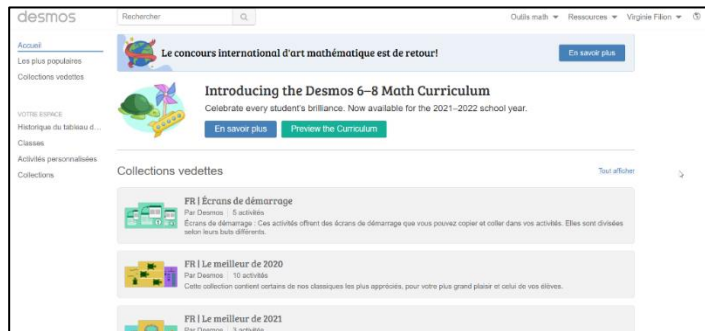 desmos
Rechercher
Outils math
Ressources
Virginie Filion
Accueil
Les plus populaires
Collections vedettes
VOTRE ESPACE
Historique du tableau d...
Classes
Activités personnalisées
Collections
Le concours international d'art mathématique est de retour!
En savoir plus
Introducing the Desmos 6–8 Math Curriculum
Celebrate every student's brilliance. Now available for the 2021–2022 school year.
En savoir plus
Preview the Curriculum
Collections vedettes
Tout afficher
FR | Écrans de démarrage
Par Desmos | 5 activités
Écrans de démarrage : Ces activités offrent des écrans de démarrage que vous pouvez copier et coller dans vos activités. Elles sont divisées
selon leurs buts différents.
FR | Le meilleur de 2020
Par Desmos | 10 activités
Cette collection contient certains de nos classiques les plus appréciés, pour votre plus grand plaisir et celui de vos élèves.
FR | Le meilleur de 2021
Par Desmos | 3 activités